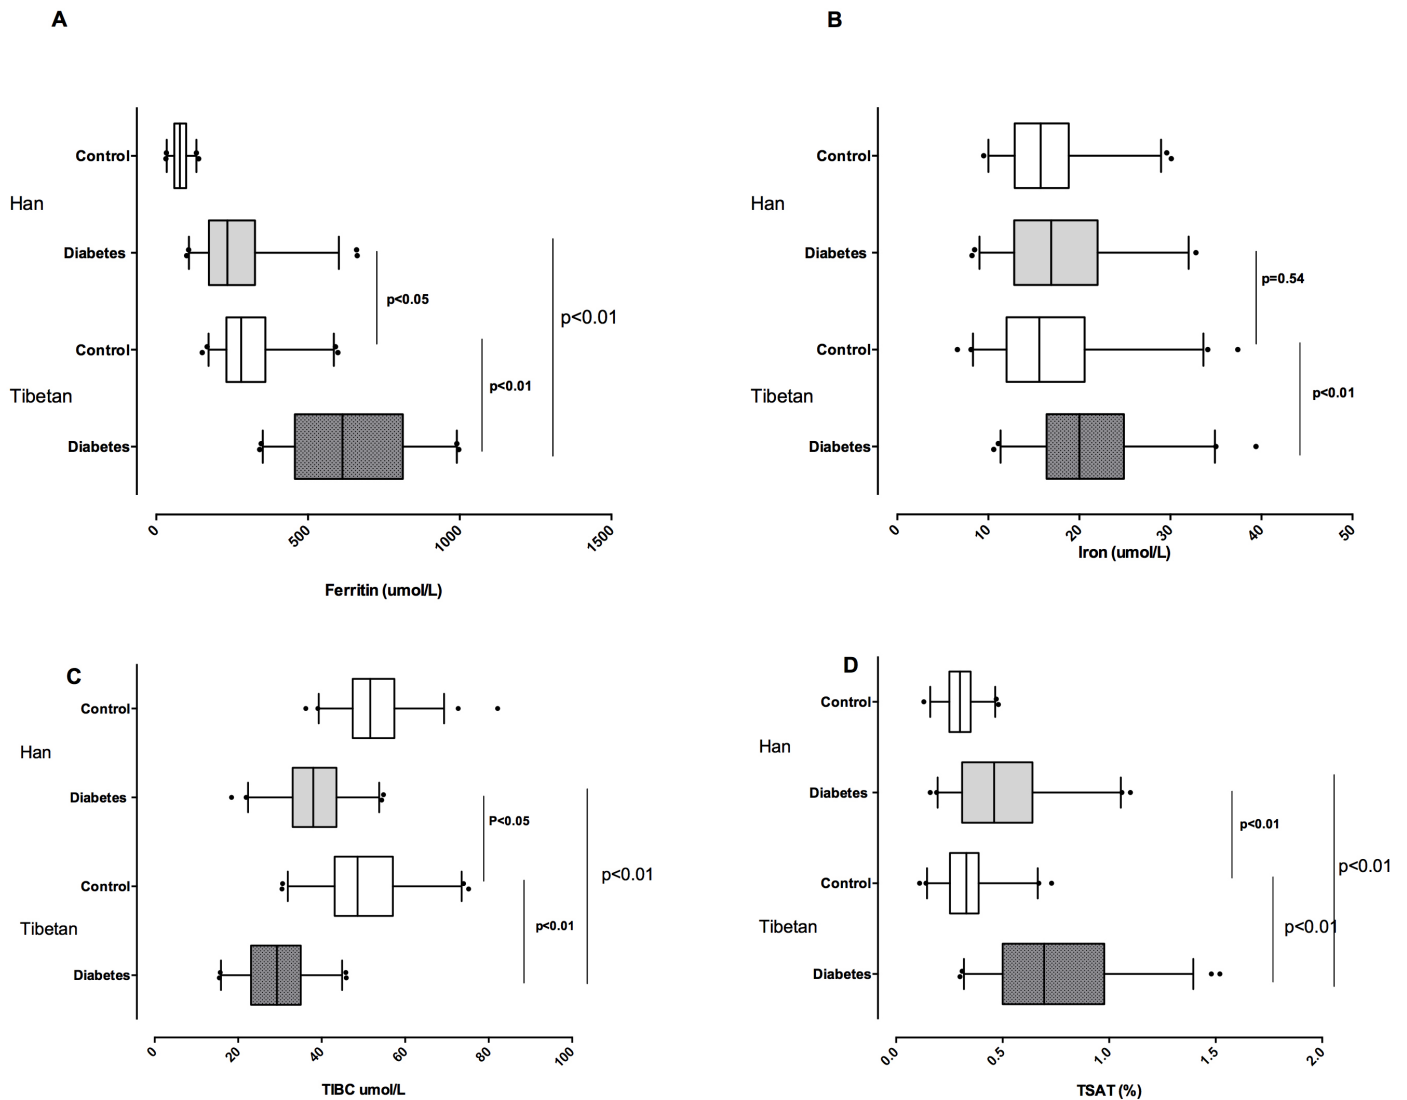 A
Control
Han
Diabetes
p<0.05
p<0.01
Control
p<0.01
Tibetan
Diabetes
0
500
1000
1500
Ferritin (umol/L)
B
Control
Han
Diabetes
p=0.54
Control
p<0.01
Tibetan
Diabetes
0
10
20
30
40
50
Iron (umol/L)
C
Control
Han
Diabetes
P<0.05
p<0.01
Control
p<0.01
Tibetan
Diabetes
0
20
40
60
80
100
TIBC umol/L
D
Control
Han
Diabetes
p<0.01
p<0.01
Control
p<0.01
Tibetan
Diabetes
0.0
0.5
1.0
1.5
2.0
TSAT (%)